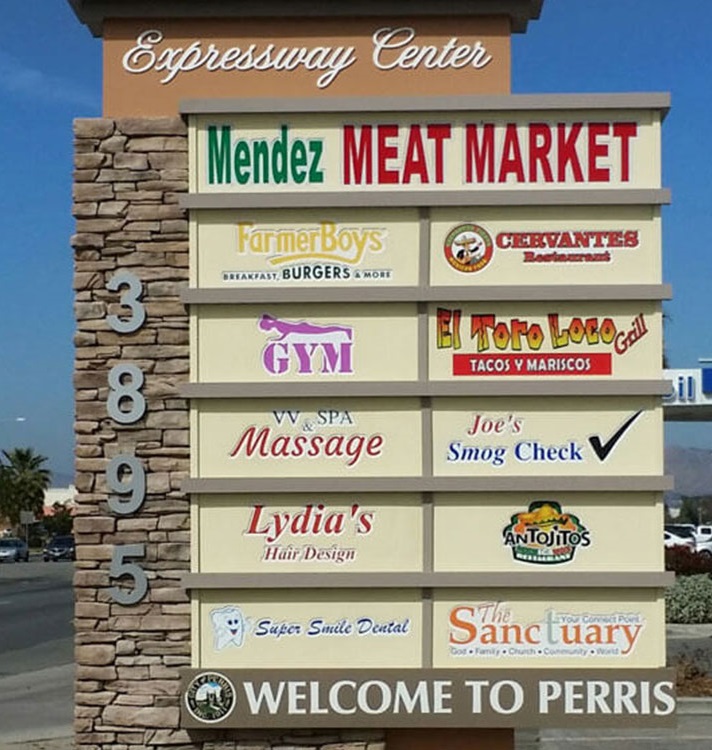 Expressway Center
Mendez MEAT MARKET
FarmerBoys
BREAKFAST, BURGERS & MORE
CERVANTES
Restaurant
GYM
El Toro Loco Grill
TACOS Y MARISCOS
VV & SPA
Massage
Joe's
Smog Check
Lydia's
Hair Design
ANTOJITOS
RESTAURANT
Super Smile Dental
The
Sanctuary
Your Connect Point
God • Family • Church • Community • World
WELCOME TO PERRIS
3
8
9
5